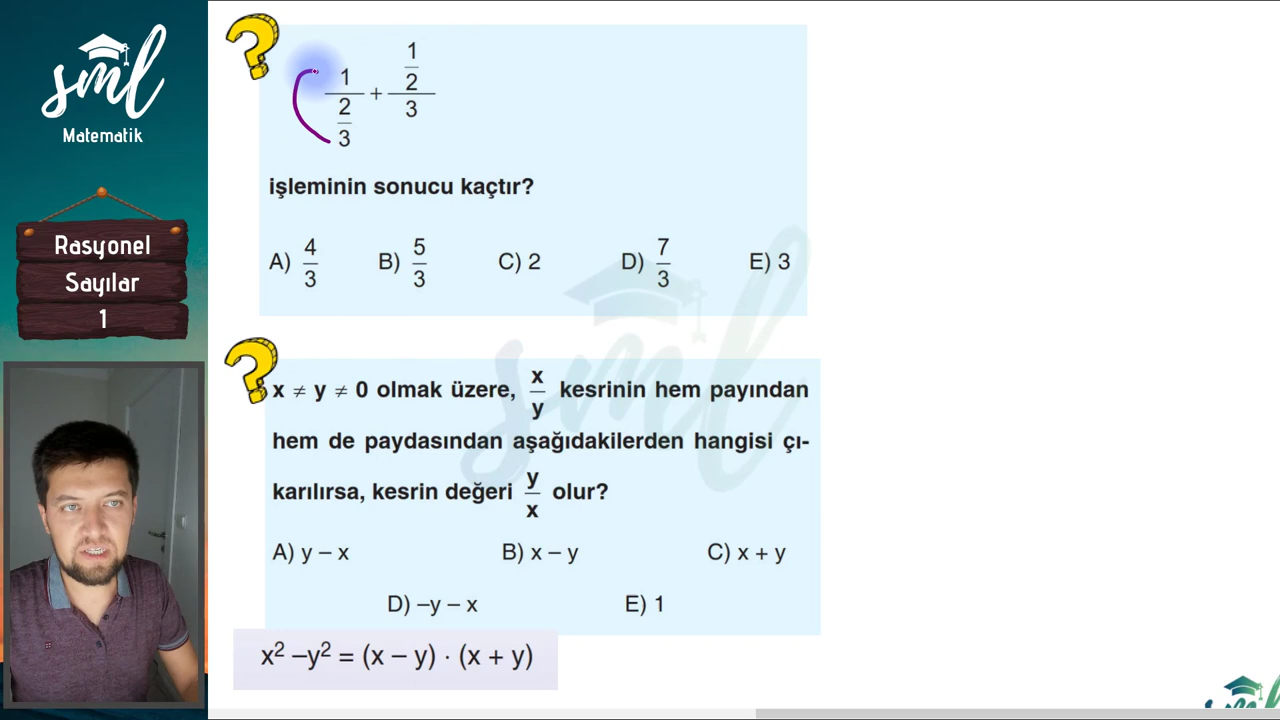 sml
Matematik
Rasyonel
Sayılar
1
?
1/(2/3) + (1/2)/3
işleminin sonucu kaçtır?
A) 4/3 B) 5/3 C) 2 D) 7/3 E) 3
?
x ≠ y ≠ 0 olmak üzere, x/y kesrinin hem payından
hem de paydasından aşağıdakilerden hangisi çı-
karılırsa, kesrin değeri y/x olur?
A) y – x B) x – y C) x + y
D) –y – x E) 1
x² –y² = (x – y) · (x + y)
sml
sml